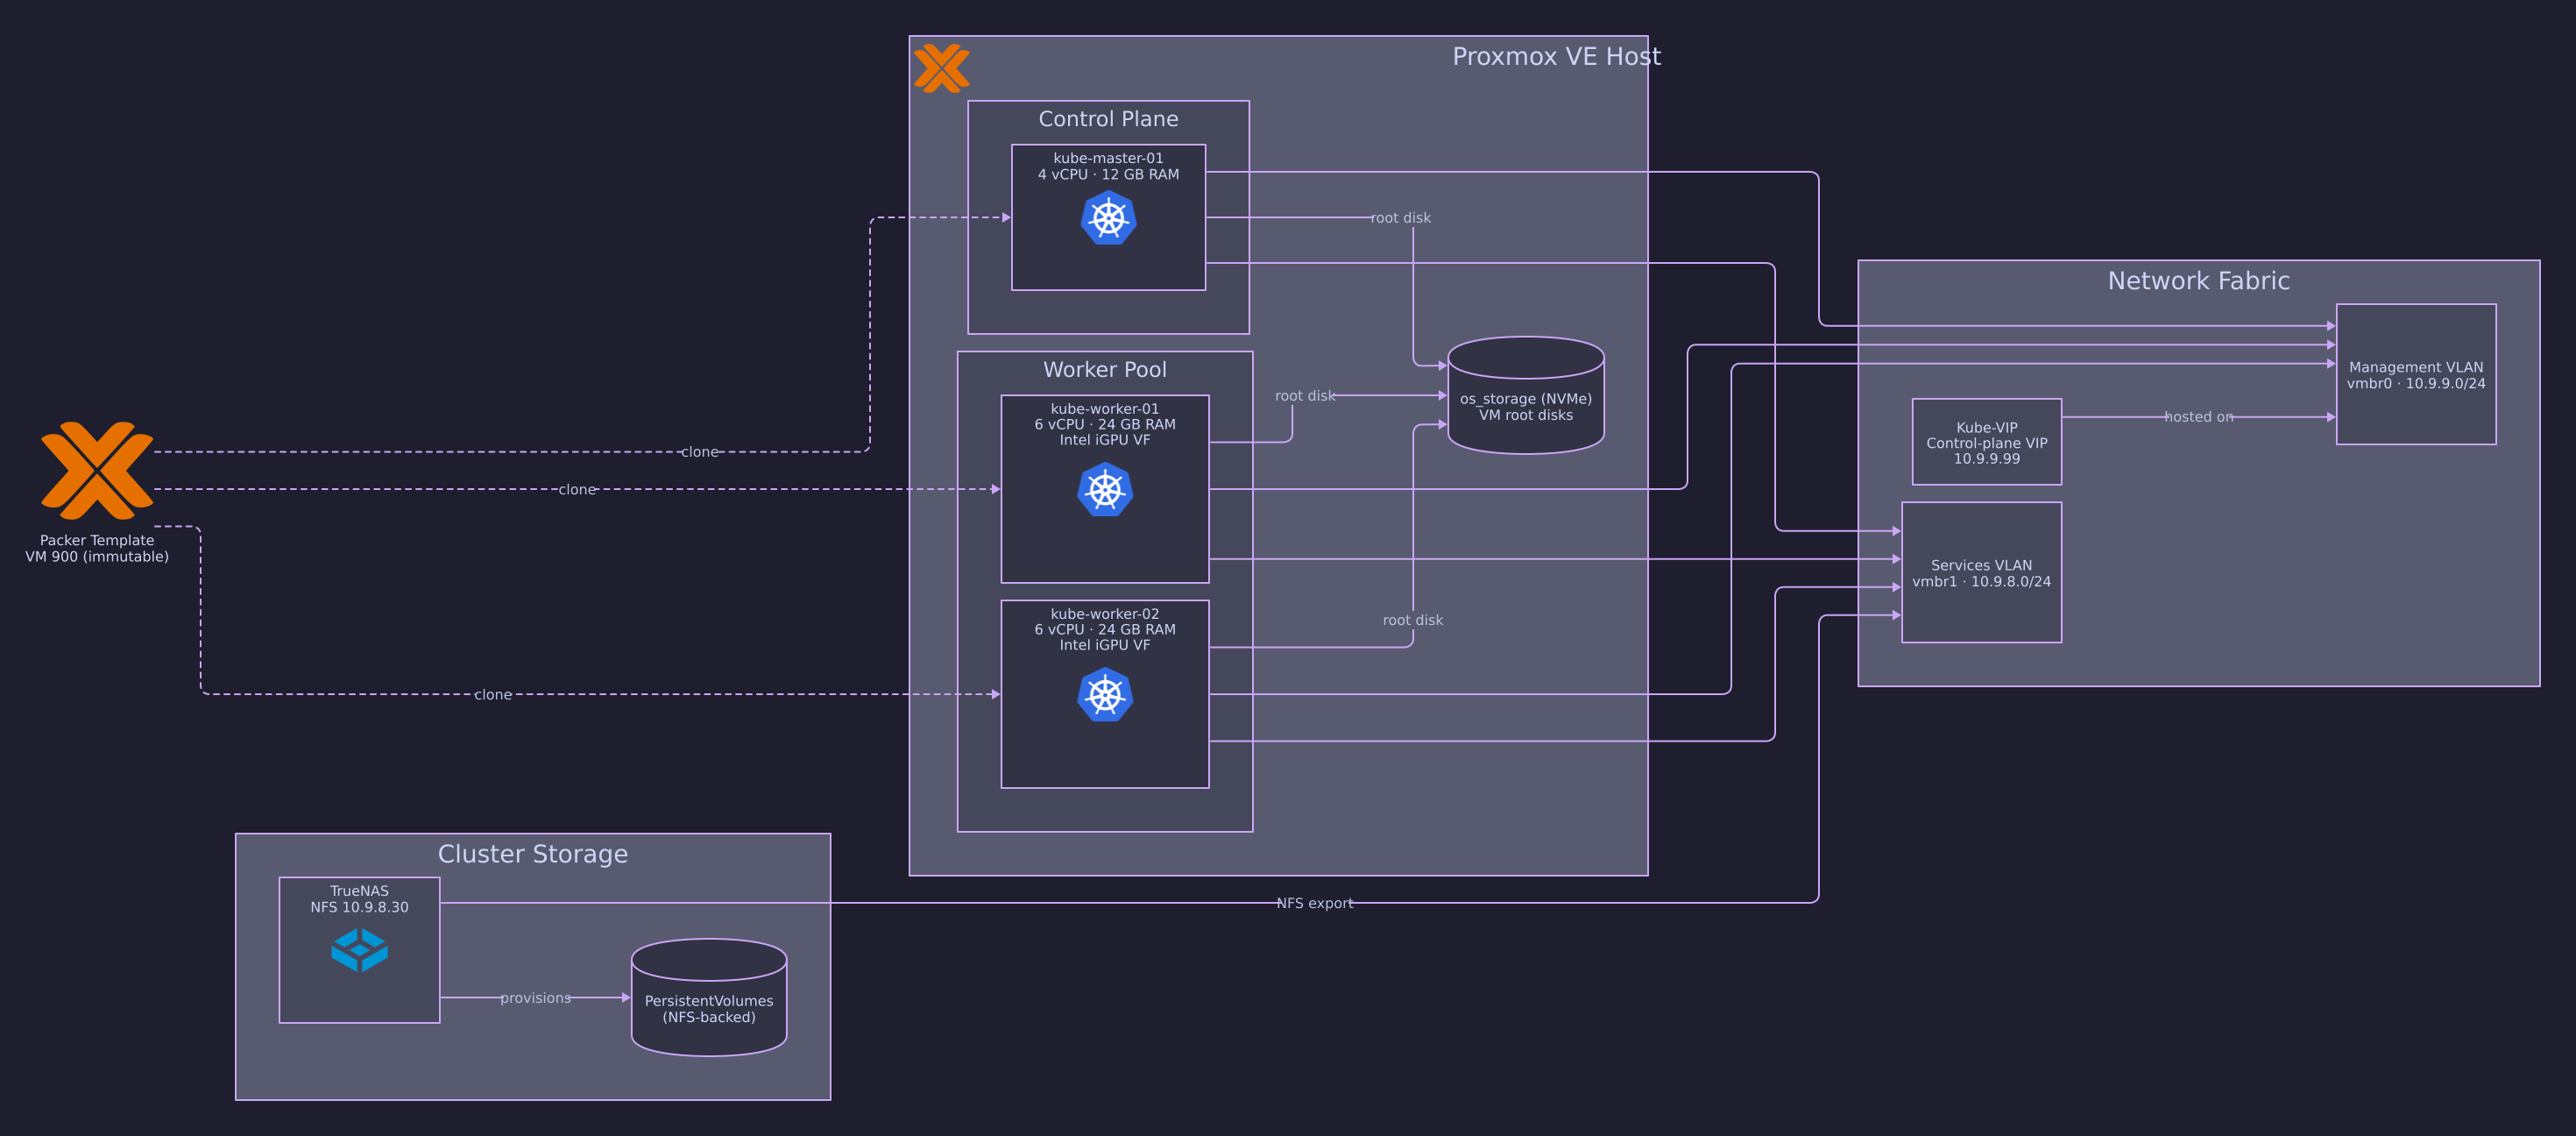 Proxmox VE Host
Control Plane
kube-master-01
4 vCPU · 12 GB RAM
root disk
Worker Pool
kube-worker-01
6 vCPU · 24 GB RAM
Intel iGPU VF
root disk
os_storage (NVMe)
VM root disks
kube-worker-02
6 vCPU · 24 GB RAM
Intel iGPU VF
root disk
clone
clone
clone
Packer Template
VM 900 (immutable)
Network Fabric
Management VLAN
vmbr0 · 10.9.9.0/24
Kube-VIP
Control-plane VIP
10.9.9.99
hosted on
Services VLAN
vmbr1 · 10.9.8.0/24
Cluster Storage
TrueNAS
NFS 10.9.8.30
NFS export
provisions
PersistentVolumes
(NFS-backed)